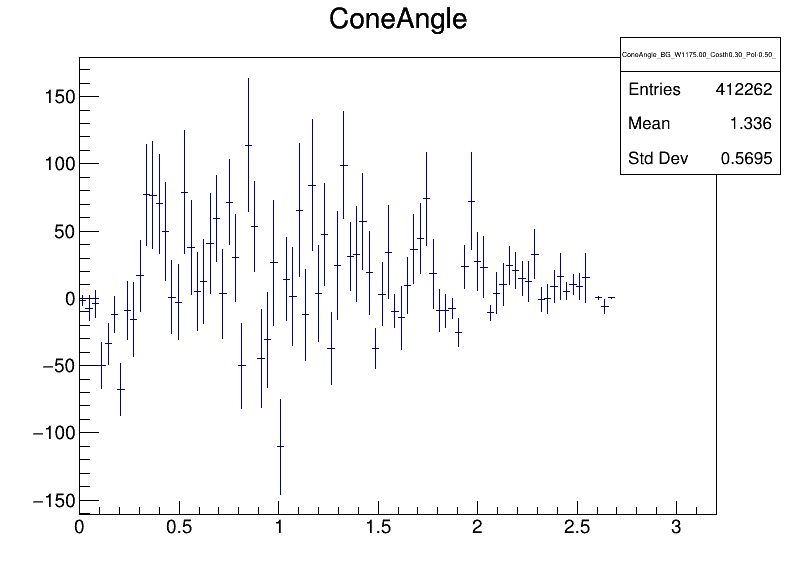 ConeAngle
ConeAngle_BG_W1175.00_Costh0.30_Pol-0.50_
Entries 412262
Mean 1.336
Std Dev 0.5695
150
100
50
0
−50
−100
−150
0 0.5 1 1.5 2 2.5 3